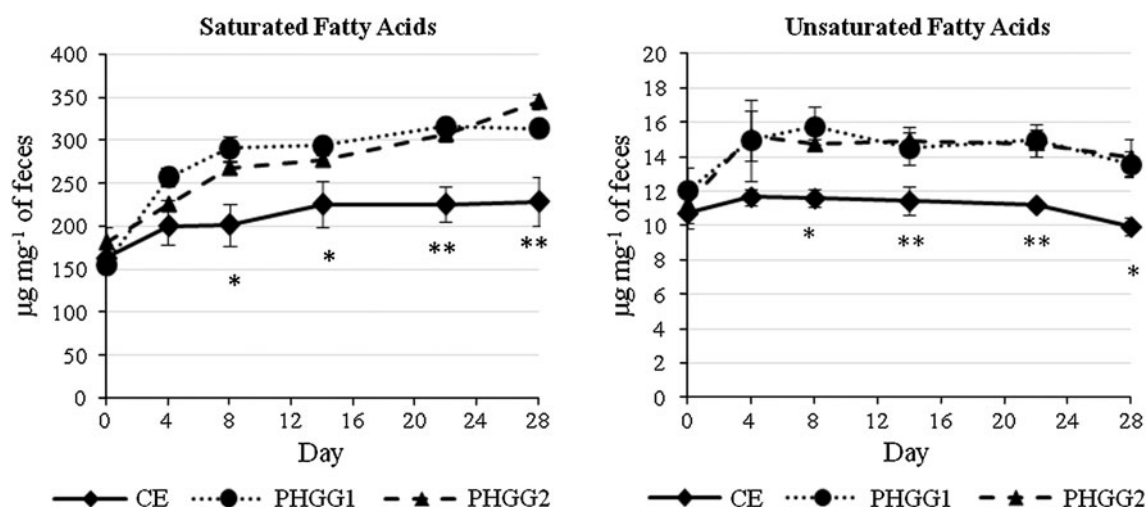 Saturated Fatty Acids
400
350
300
250
200
150
100
50
0
µg mg⁻¹ of feces
*
*
**
**
0 4 8 12 16 20 24 28
Day
CE PHGG1 PHGG2
Unsaturated Fatty Acids
20
18
16
14
12
10
8
6
4
2
0
µg mg⁻¹ of feces
*
**
**
*
0 4 8 12 16 20 24 28
Day
CE PHGG1 PHGG2